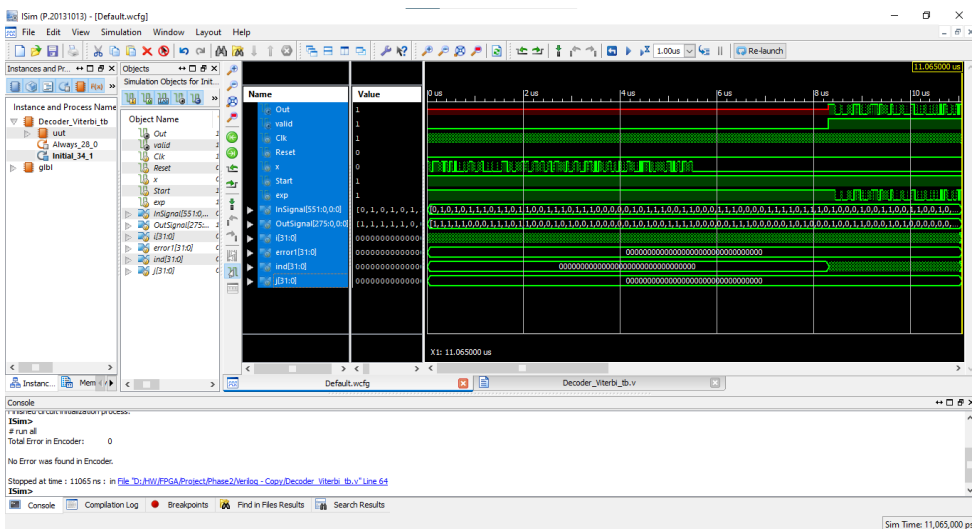 ISim (P.20131013) - [Default.wcfg]
File Edit View Simulation Window Layout Help
1.00us Re-launch
Instances and Pr...
Objects
Simulation Objects for Init...
Instance and Process Name
Decoder_Viterbi_tb
uut
Always_28_0
Initial_34_1
glbl
Object Name
Out
valid
Clk
Reset
x
Start
exp
InSignal[551:0,...
OutSignal[275:...
i[31:0]
error1[31:0]
ind[31:0]
j[31:0]
Name Value
Out 1
valid 1
Clk 1
Reset 0
x 0
Start 1
exp 1
InSignal[551:0,0:0] [0,1,0,1,0,1,
OutSignal[275:0,0:0] [1,1,1,1,1,0,
i[31:0] 0000000000000
error1[31:0] 0000000000000
ind[31:0] 0000000000000
j[31:0] 0000000000000
11.065000 us
0 us 2 us 4 us 6 us 8 us 10 us
00000000000000000000000000000000
00000000000000000000000000000000
00000000000000000000000000000000
X1: 11.065000 us
Instanc... Mem
Default.wcfg Decoder_Viterbi_tb.v
Console
Finished circuit initialization process.
ISim>
# run all
Total Error in Encoder: 0
No Error was found in Encoder.
Stopped at time : 11065 ns : in File "D:/HW/FPGA/Project/Phase2/Verilog - Copy/Decoder_Viterbi_tb.v" Line 64
ISim>
Console Compilation Log Breakpoints Find in Files Results Search Results
Sim Time: 11,065,000 ps